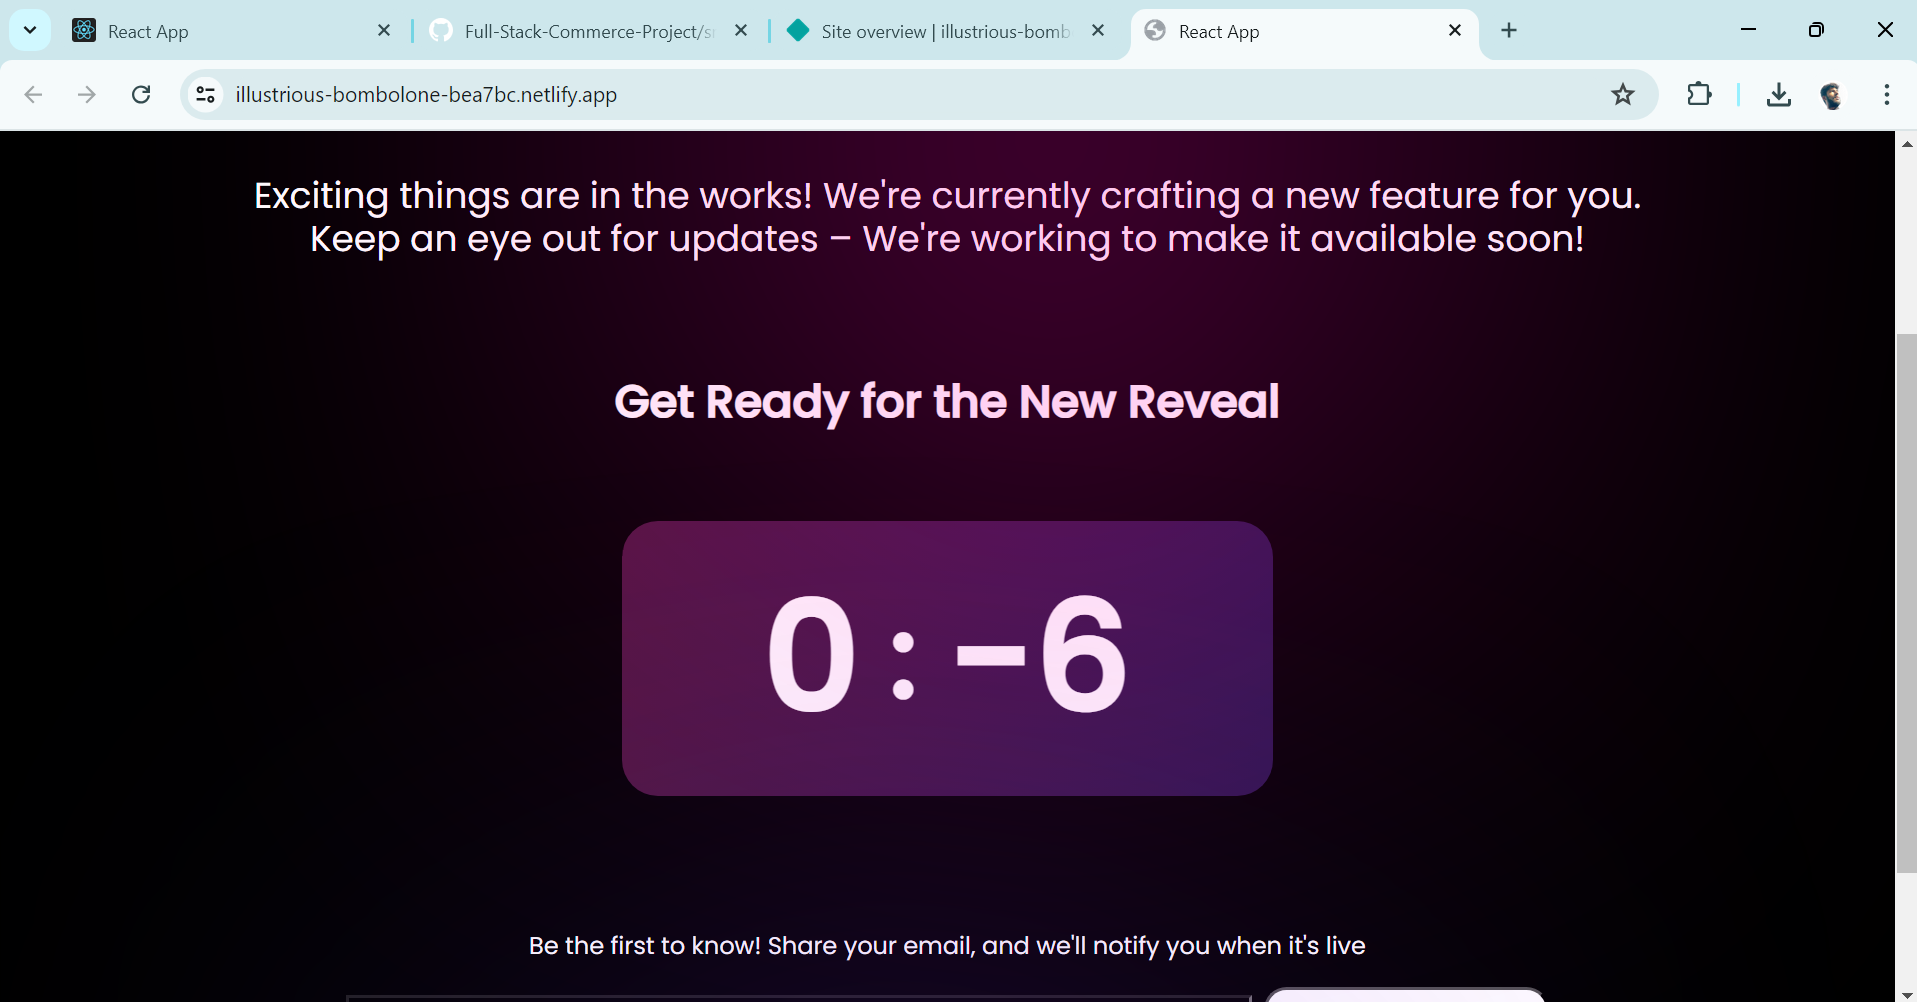 React App
Full-Stack-Commerce-Project/
Site overview | illustrious-bomb
React App
illustrious-bombolone-bea7bc.netlify.app
Exciting things are in the works! We're currently crafting a new feature for you.
Keep an eye out for updates – We're working to make it available soon!
Get Ready for the New Reveal
0 : -6
Be the first to know! Share your email, and we'll notify you when it's live